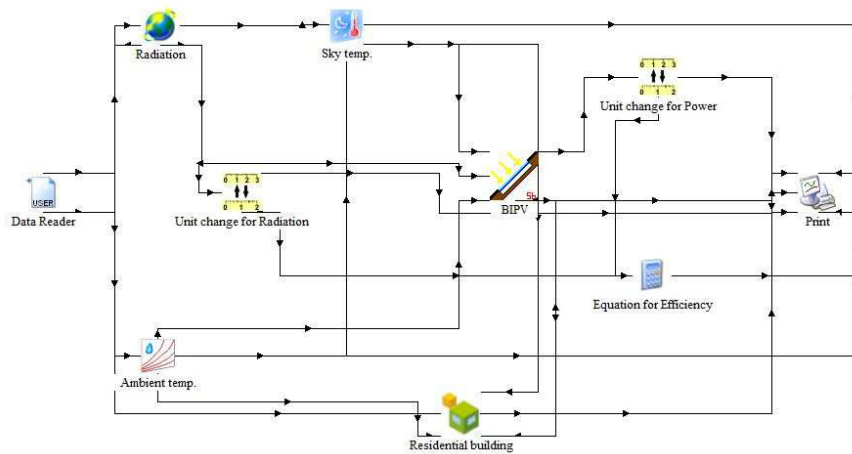 Radiation
Sky temp.
0 1 2 3
0 1 2
Unit change for Power
USER
Data Reader
0 1 2 3
0 1 2
Unit change for Radiation
5b
BIPV
Print
Equation for Efficiency
Ambient temp.
Residential building